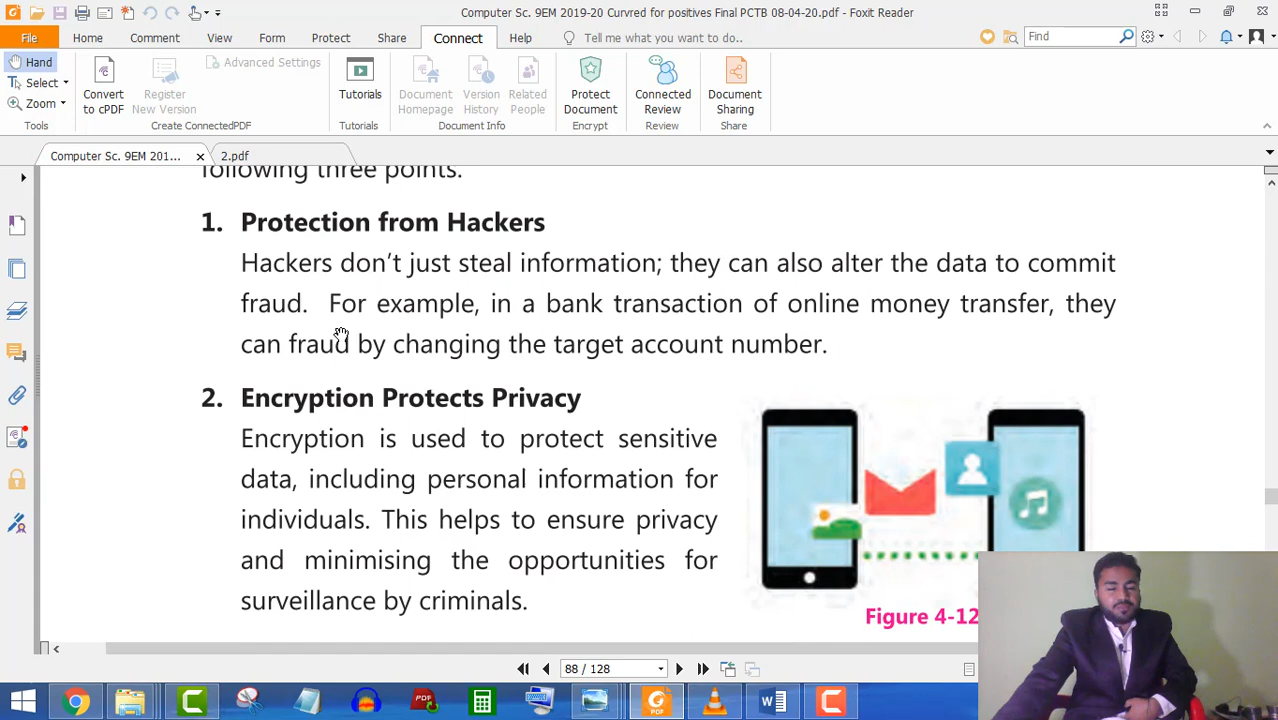 Computer Sc. 9EM 2019-20 Curvred for positives Final PCTB 08-04-20.pdf - Foxit Reader
File Home Comment View Form Protect Share Connect Help Tell me what you want to do.. Find
Hand
Select
Zoom
Tools
Convert
to cPDF
Register
New Version
Advanced Settings
Create ConnectedPDF
Tutorials
Tutorials
Document
Homepage
Version
History
Related
People
Document Info
Protect
Document
Encrypt
Connected
Review
Review
Document
Sharing
Share
Computer Sc. 9EM 201... 2.pdf
following three points.
1. Protection from Hackers
Hackers don't just steal information; they can also alter the data to commit
fraud. For example, in a bank transaction of online money transfer, they
can fraud by changing the target account number.
2. Encryption Protects Privacy
Encryption is used to protect sensitive
data, including personal information for
individuals. This helps to ensure privacy
and minimising the opportunities for
surveillance by criminals.
Figure 4-12
88 / 128
PDF
PDF